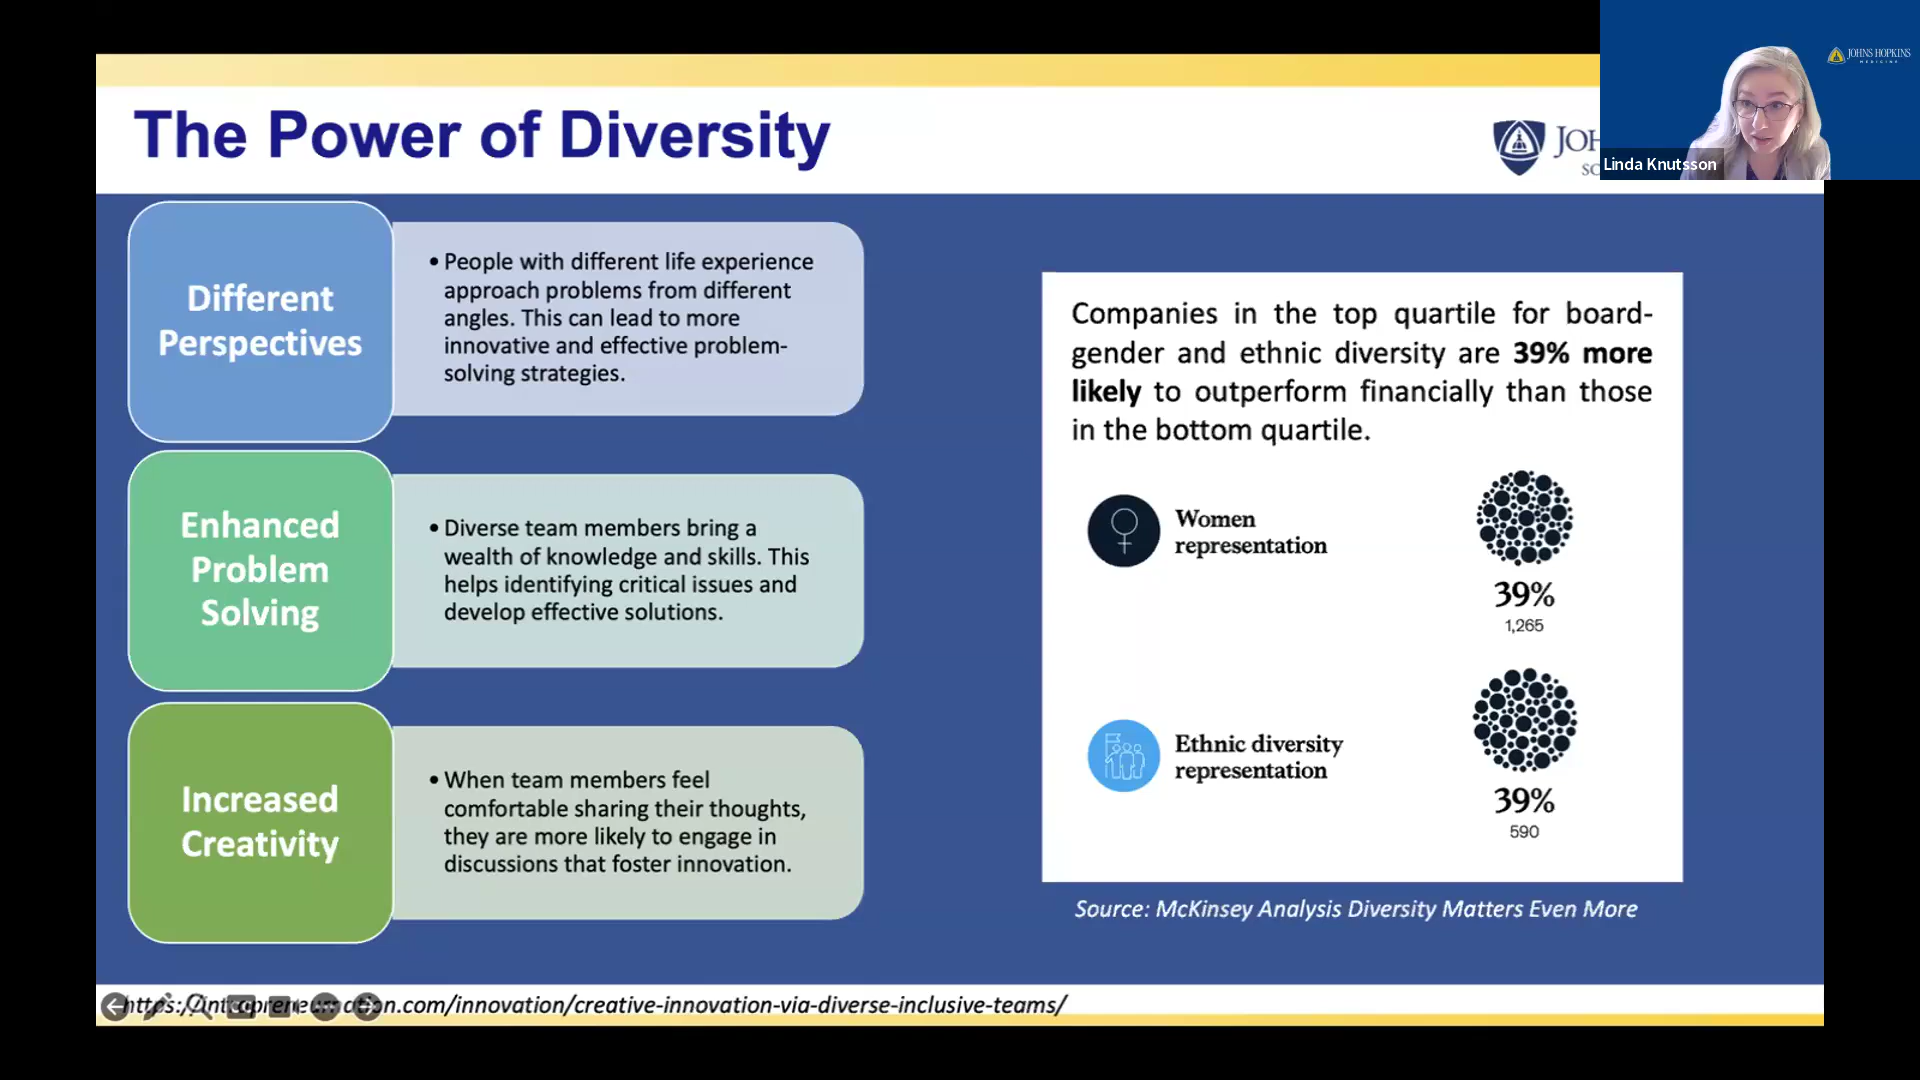 The Power of Diversity
JOHNS HOPKINS
MEDICINE
Linda Knutsson
Different
Perspectives
• People with different life experience
approach problems from different
angles. This can lead to more
innovative and effective problem-
solving strategies.
Enhanced
Problem
Solving
• Diverse team members bring a
wealth of knowledge and skills. This
helps identifying critical issues and
develop effective solutions.
Increased
Creativity
• When team members feel
comfortable sharing their thoughts,
they are more likely to engage in
discussions that foster innovation.
Companies in the top quartile for board-
gender and ethnic diversity are 39% more
likely to outperform financially than those
in the bottom quartile.
Women
representation
39%
1,265
Ethnic diversity
representation
39%
590
Source: McKinsey Analysis Diversity Matters Even More
https://intrapreneurnation.com/innovation/creative-innovation-via-diverse-inclusive-teams/